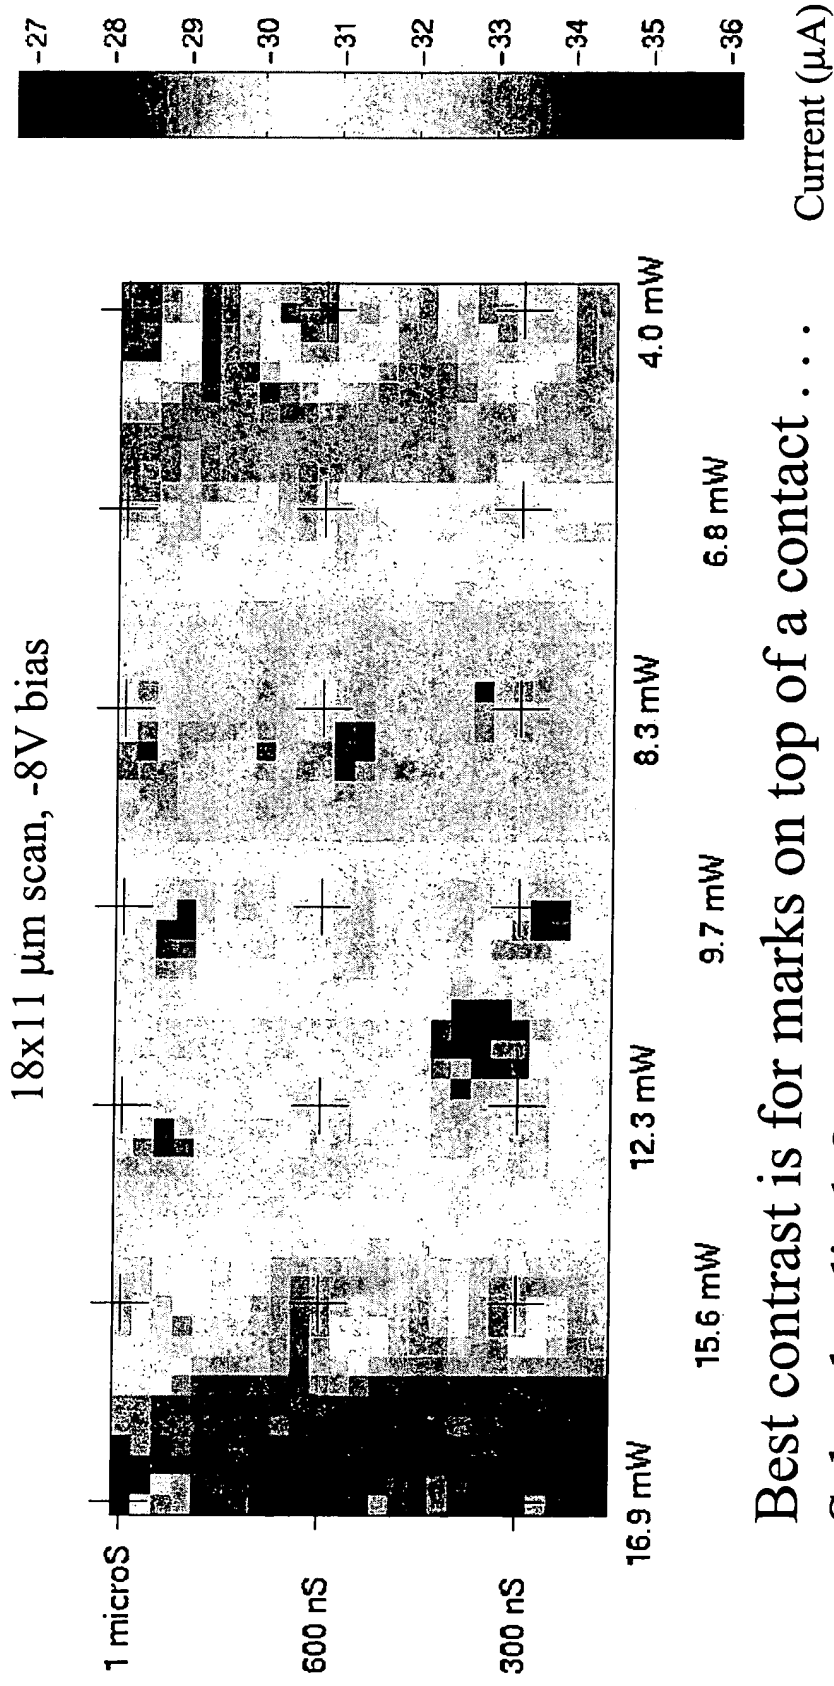 18x11 μm scan, -8V bias
1 microS
600 nS
300 nS
16.9 mW
15.6 mW
12.3 mW
9.7 mW
8.3 mW
6.8 mW
4.0 mW
-27
-28
-29
-30
-31
-32
-33
-34
-35
-36
Current (μA)
Best contrast is for marks on top of a contact . . .